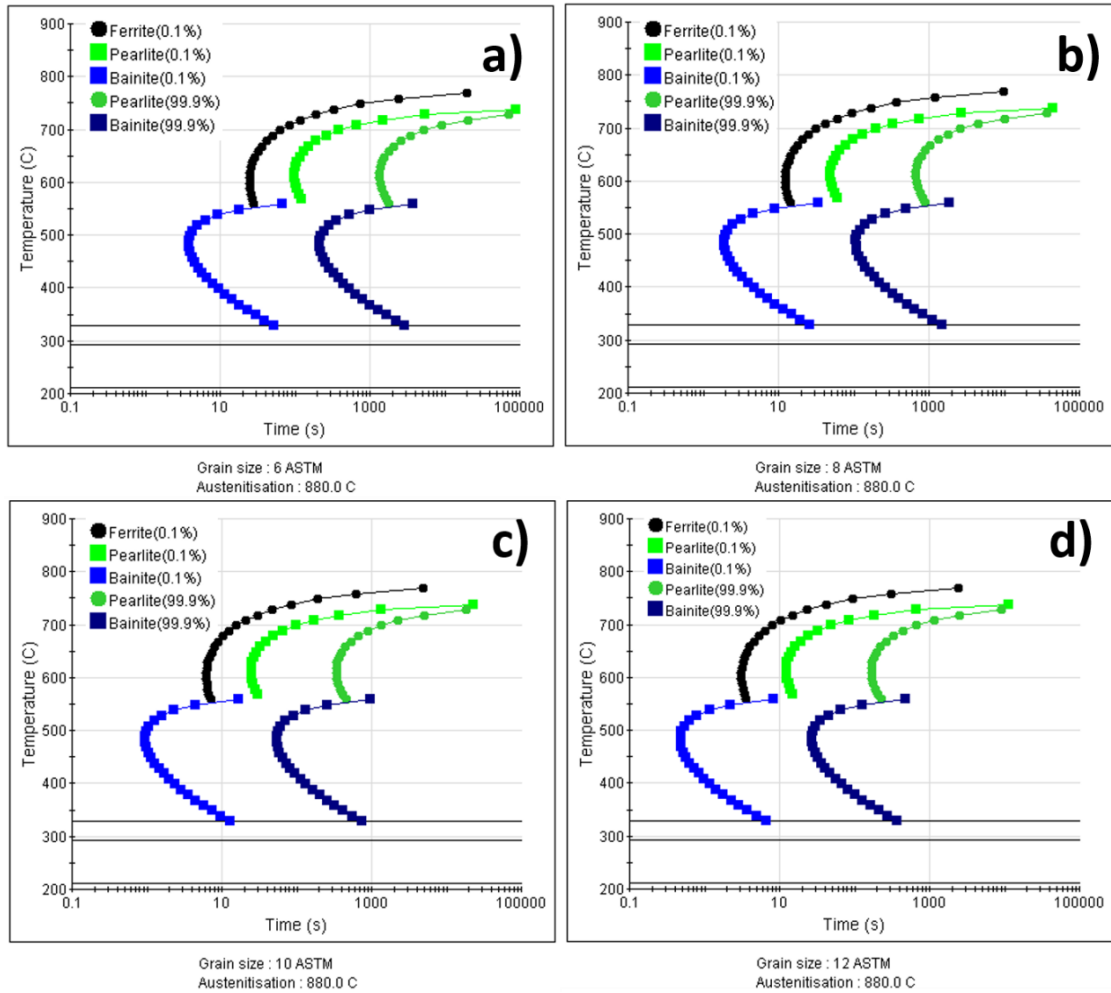 a)
900
800
700
600
500
400
300
200
Temperature (C)
Ferrite(0.1%)
Pearlite(0.1%)
Bainite(0.1%)
Pearlite(99.9%)
Bainite(99.9%)
0.1 10 1000 100000
Time (s)
Grain size : 6 ASTM
Austenitisation : 880.0 C
b)
900
800
700
600
500
400
300
200
Temperature (C)
Ferrite(0.1%)
Pearlite(0.1%)
Bainite(0.1%)
Pearlite(99.9%)
Bainite(99.9%)
0.1 10 1000 100000
Time (s)
Grain size : 8 ASTM
Austenitisation : 880.0 C
c)
900
800
700
600
500
400
300
200
Temperature (C)
Ferrite(0.1%)
Pearlite(0.1%)
Bainite(0.1%)
Pearlite(99.9%)
Bainite(99.9%)
0.1 10 1000 100000
Time (s)
Grain size : 10 ASTM
Austenitisation : 880.0 C
d)
900
800
700
600
500
400
300
200
Temperature (C)
Ferrite(0.1%)
Pearlite(0.1%)
Bainite(0.1%)
Pearlite(99.9%)
Bainite(99.9%)
0.1 10 1000 100000
Time (s)
Grain size : 12 ASTM
Austenitisation : 880.0 C